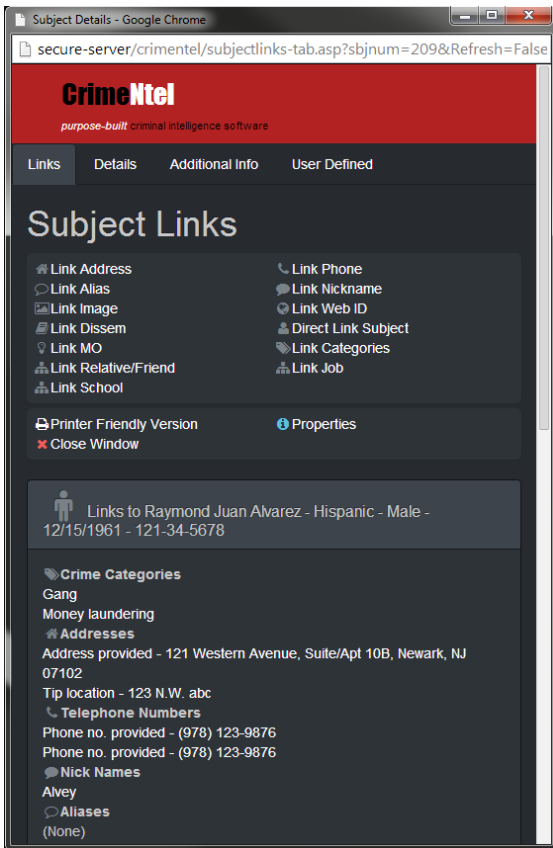 Subject Details - Google Chrome
secure-server/crimentel/subjectlinks-tab.asp?sbjnum=209&Refresh=False
CrimeNtel
purpose-built criminal intelligence software
Links Details Additional Info User Defined
Subject Links
Link Address Link Phone
Link Alias Link Nickname
Link Image Link Web ID
Link Dissem Direct Link Subject
Link MO Link Categories
Link Relative/Friend Link Job
Link School
Printer Friendly Version Properties
Close Window
Links to Raymond Juan Alvarez - Hispanic - Male -
12/15/1961 - 121-34-5678
Crime Categories
Gang
Money laundering
Addresses
Address provided - 121 Western Avenue, Suite/Apt 10B, Newark, NJ
07102
Tip location - 123 N.W. abc
Telephone Numbers
Phone no. provided - (978) 123-9876
Phone no. provided - (978) 123-9876
Nick Names
Alvey
Aliases
(None)